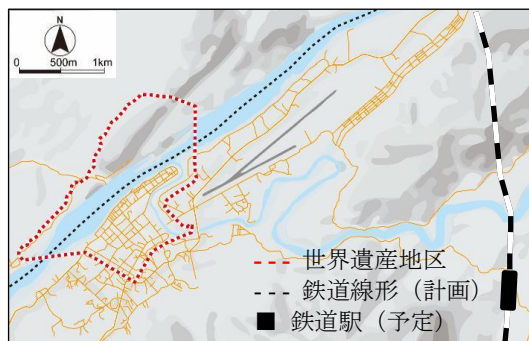 N
0 500m 1km
世界遺産地区
鉄道線形（計画）
鉄道駅（予定）